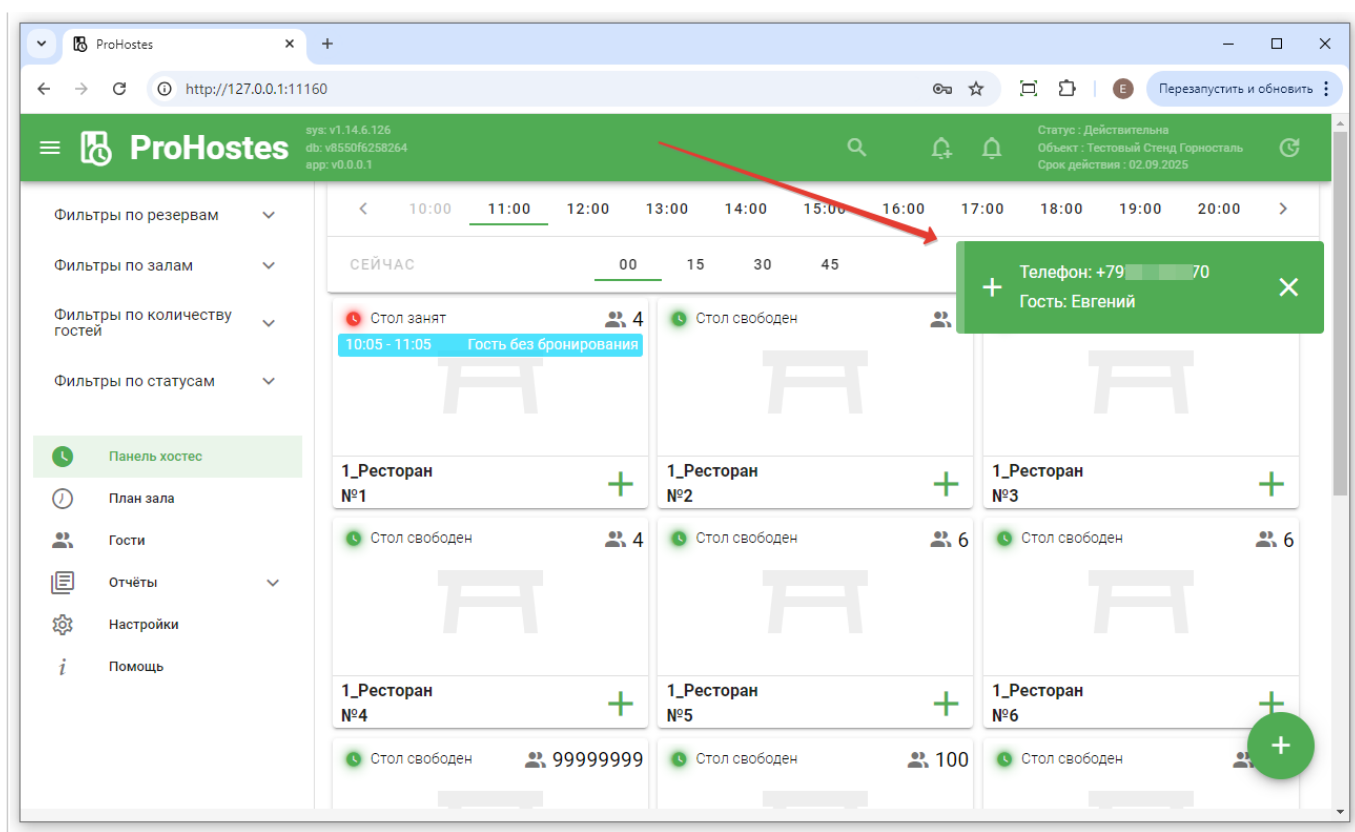 ProHostes
http://127.0.0.1:11160
E
Перезапустить и обновить
ProHostes
sys: v1.14.6.126
db: v8550f6258264
app: v0.0.0.1
Статус : Действительна
Объект : Тестовый Стенд Горносталь
Срок действия : 02.09.2025
Фильтры по резервам
Фильтры по залам
Фильтры по количеству
гостей
Фильтры по статусам
Панель хостес
План зала
Гости
Отчёты
Настройки
Помощь
10:00 11:00 12:00 13:00 14:00 15:00 16:00 17:00 18:00 19:00 20:00
СЕЙЧАС 00 15 30 45
Телефон: +79 70
Гость: Евгений
Стол занят 4
10:05 - 11:05 Гость без бронирования
1_Ресторан
№1
Стол свободен
1_Ресторан
№2
1_Ресторан
№3
Стол свободен 4
1_Ресторан
№4
Стол свободен 6
1_Ресторан
№5
Стол свободен 6
1_Ресторан
№6
Стол свободен 99999999
Стол свободен 100
Стол свободен